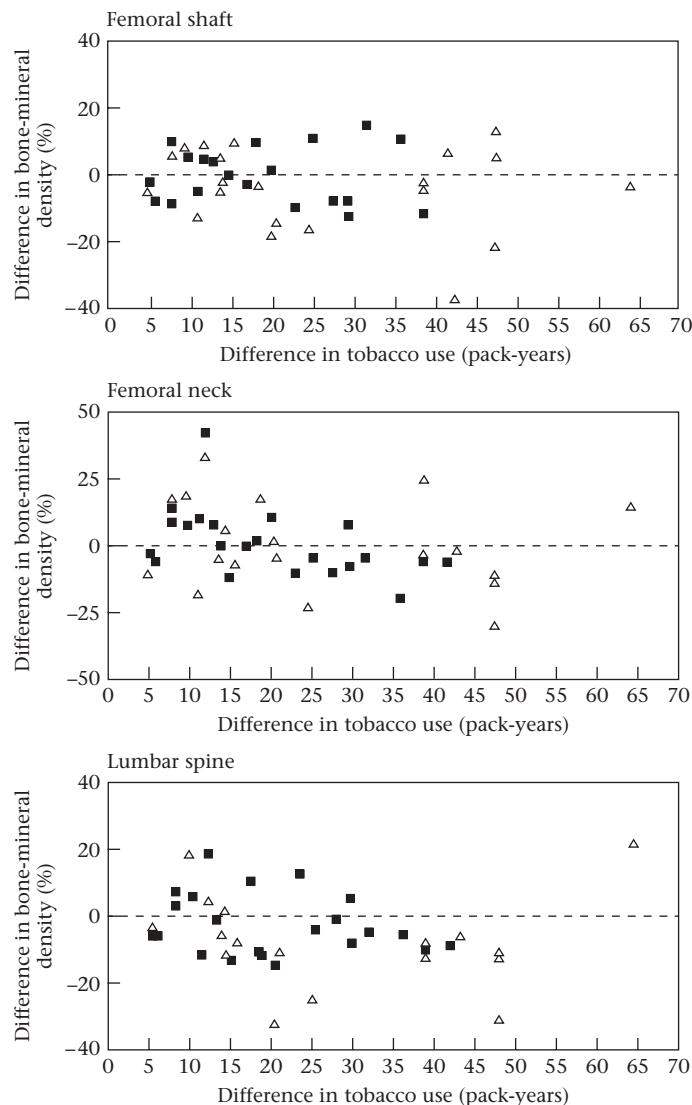 Femoral shaft
40
20
0
−20
−40
Difference in bone-mineral
density (%)
0 5 10 15 20 25 30 35 40 45 50 55 60 65 70
Difference in tobacco use (pack-years)
Femoral neck
50
25
0
−25
−50
Difference in bone-mineral
density (%)
0 5 10 15 20 25 30 35 40 45 50 55 60 65 70
Difference in tobacco use (pack-years)
Lumbar spine
40
20
0
−20
−40
Difference in bone-mineral
density (%)
0 5 10 15 20 25 30 35 40 45 50 55 60 65 70
Difference in tobacco use (pack-years)